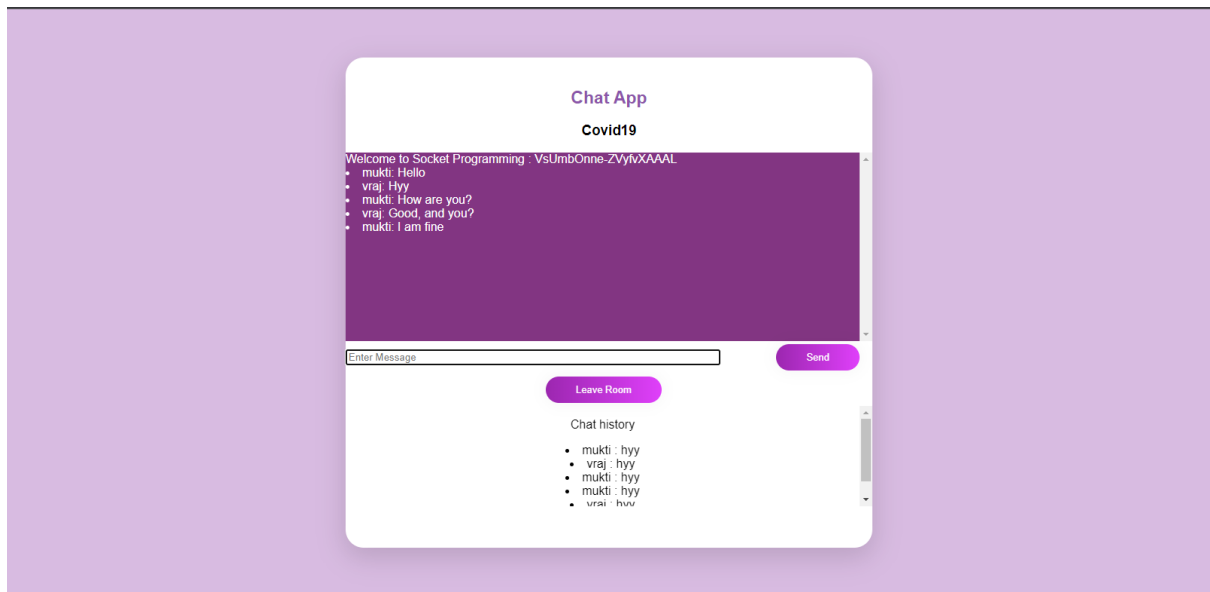 Chat App
Covid19
Welcome to Socket Programming : VsUmbOnne-ZVyfvXAAAL
mukti: Hello
vraj: Hyy
mukti: How are you?
vraj: Good, and you?
mukti: I am fine
Enter Message
Send
Leave Room
Chat history
mukti : hyy
vraj : hyy
mukti : hyy
mukti : hyy
vraj : hyy